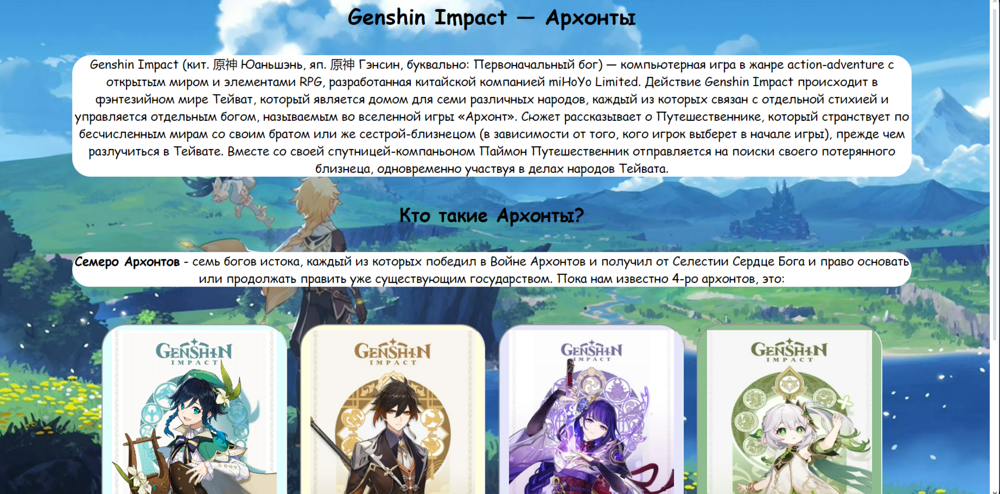 Genshin Impact — Архонты
Genshin Impact (кит. 原神 Юаньшэнь, яп. 原神 Гэнсин, буквально: Первоначальный бог) — компьютерная игра в жанре action-adventure с
открытым миром и элементами RPG, разработанная китайской компанией miHoYo Limited. Действие Genshin Impact происходит в
фэнтезийном мире Тейват, который является домом для семи различных народов, каждый из которых связан с отдельной стихией и
управляется отдельным богом, называемым во вселенной игры «Архонт». Сюжет рассказывает о Путешественнике, который странствует по
бесчисленным мирам со своим братом или же сестрой-близнецом (в зависимости от того, кого игрок выберет в начале игры), прежде чем
разлучиться в Тейвате. Вместе со своей спутницей-компаньоном Паймон Путешественник отправляется на поиски своего потерянного
близнеца, одновременно участвуя в делах народов Тейвата.
Кто такие Архонты?
Семеро Архонтов - семь богов истока, каждый из которых победил в Войне Архонтов и получил от Селестии Сердце Бога и право основать
или продолжать править уже существующим государством. Пока нам известно 4-ро архонтов, это:
GENSHIN
IMPACT
GENSHIN
IMPACT
GENSHIN
IMPACT
GENSHIN
IMPACT